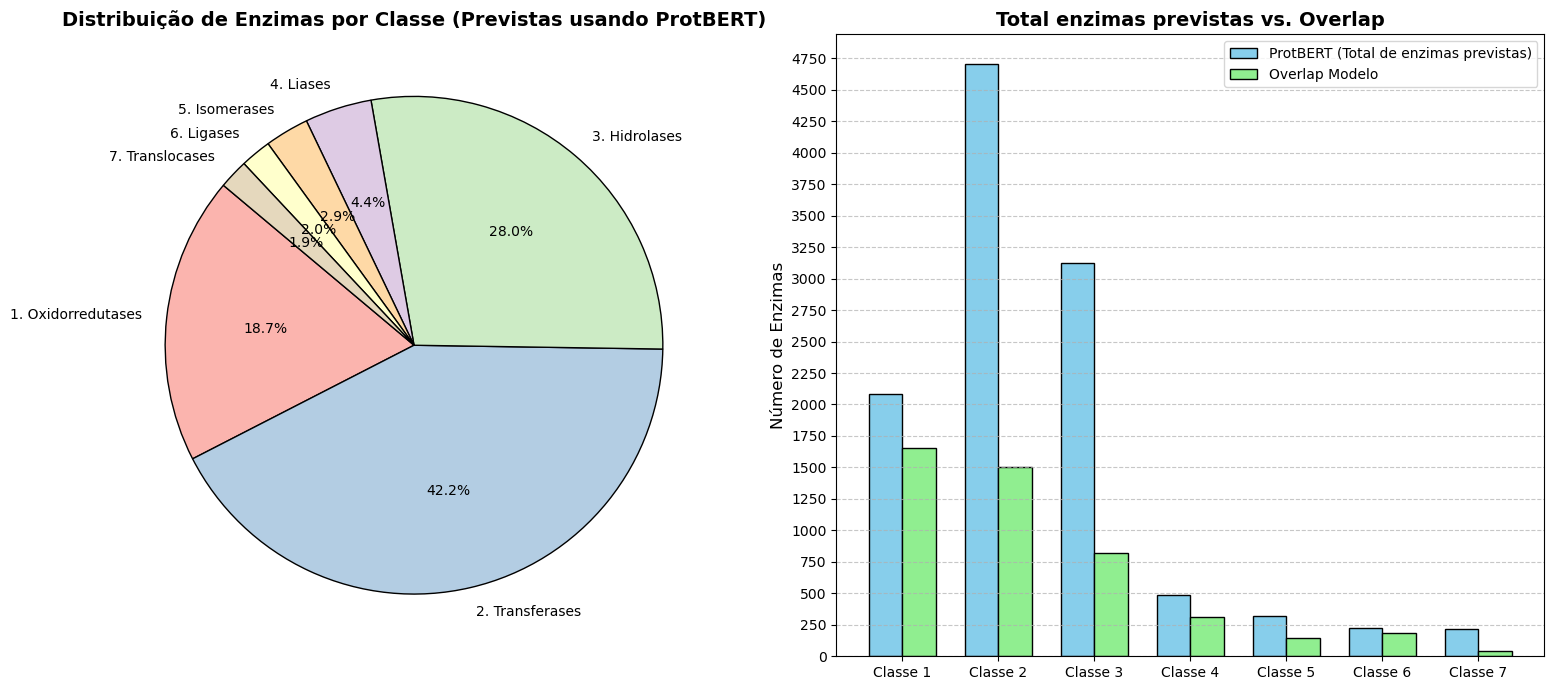 Distribuição de Enzimas por Classe (Previstas usando ProtBERT)
4. Liases
5. Isomerases
6. Ligases
7. Translocases
3. Hidrolases
1. Oxidorredutases
2. Transferases
4.4%
2.9%
2.0%
1.9%
28.0%
18.7%
42.2%
Total enzimas previstas vs. Overlap
ProtBERT (Total de enzimas previstas)
Overlap Modelo
Número de Enzimas
4750
4500
4250
4000
3750
3500
3250
3000
2750
2500
2250
2000
1750
1500
1250
1000
750
500
250
0
Classe 1
Classe 2
Classe 3
Classe 4
Classe 5
Classe 6
Classe 7